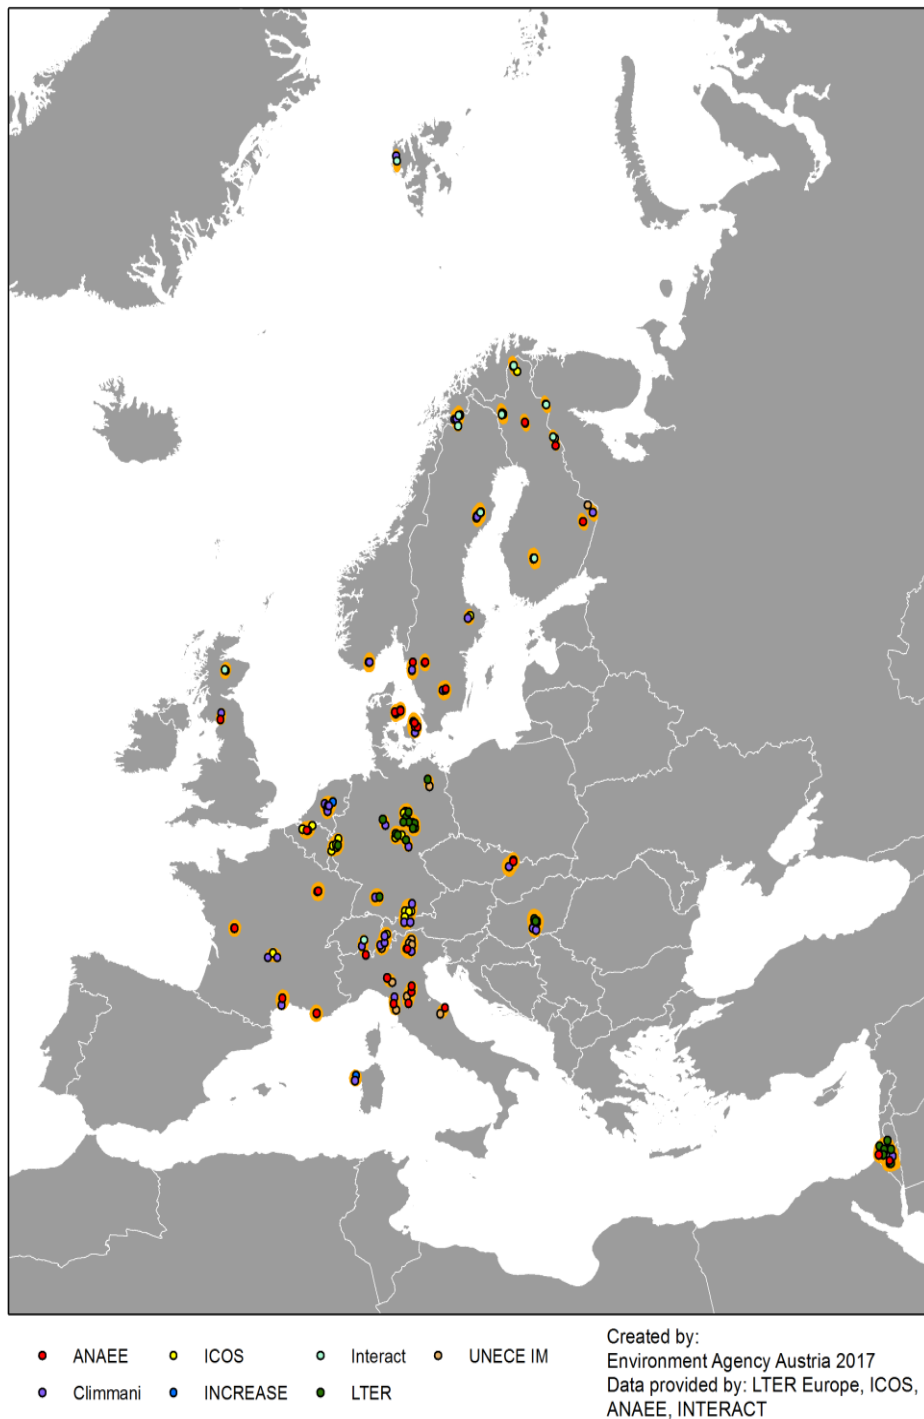 ANAEE
ICOS
Interact
UNECE IM
Climmani
INCREASE
LTER
Created by:
Environment Agency Austria 2017
Data provided by: LTER Europe, ICOS,
ANAEE, INTERACT